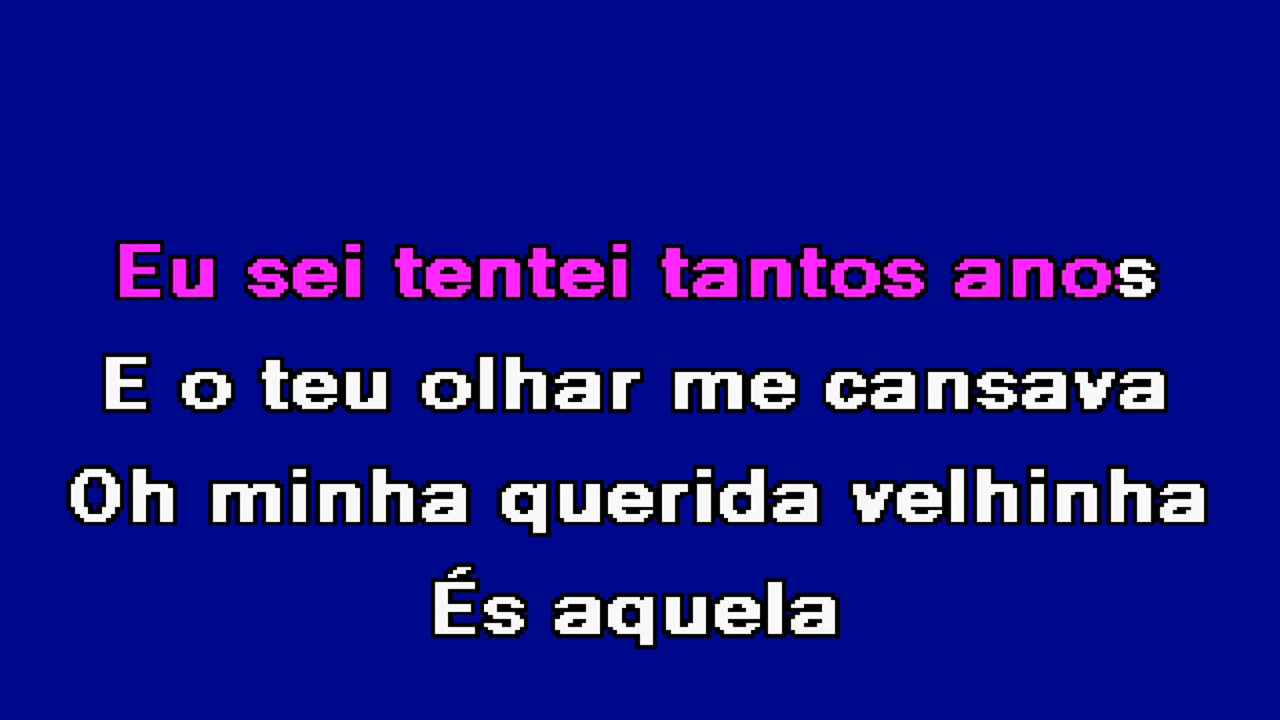 Eu sei tentei tantos anos
E o teu olhar me cansava
Oh minha querida velhinha
És aquela